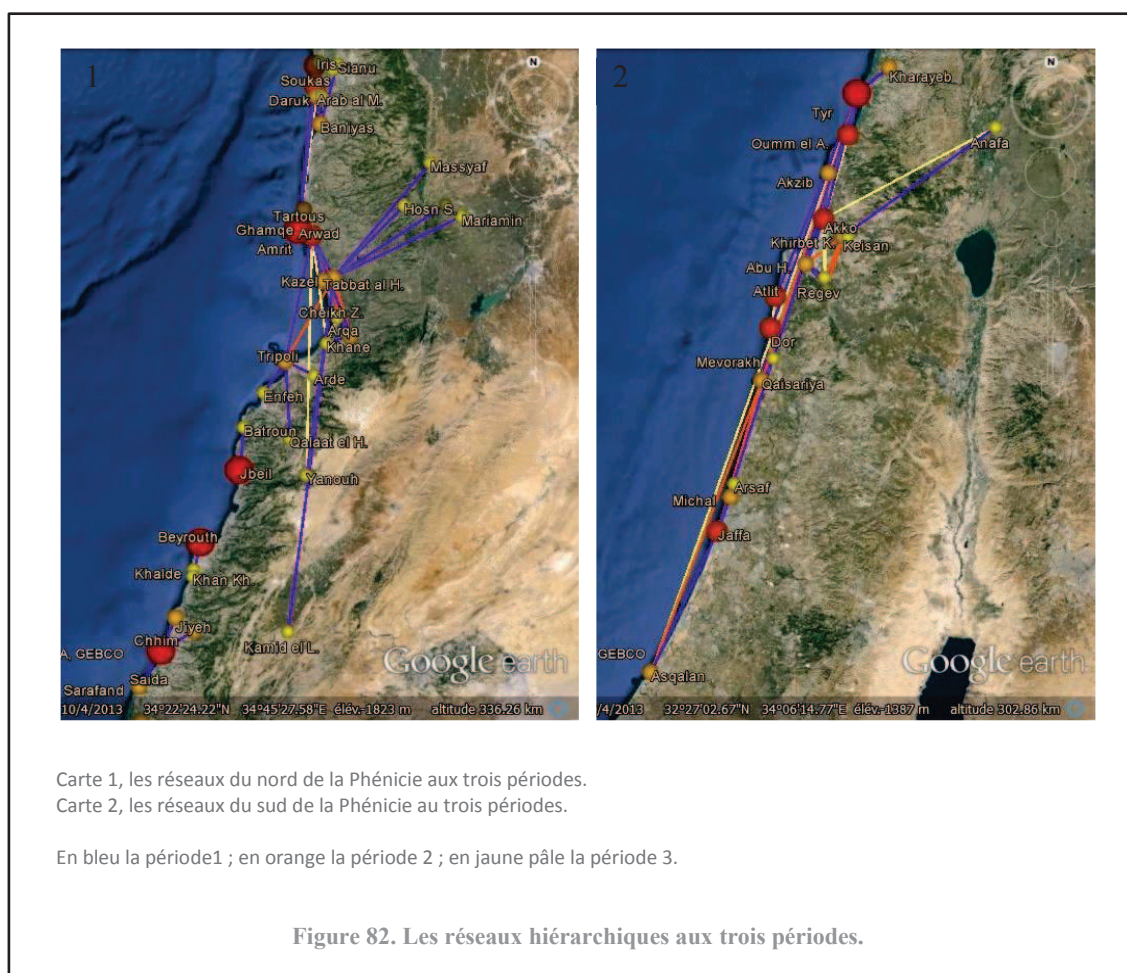 1
Iris
Sianu
Soukas
Daruk
Arab al M.
Baniyas
Massyaf
Tartous
Hosn S.
Ghamqe
Arwad
Mariamin
Amrit
Kazel
Tabbat al H.
Cheikh Z.
Arqa
Khane
Tripoli
Arde
Enfeh
Batroun
Qalaat el H.
Jbeil
Yanouh
Beyrouth
Khalde
Khan Kh.
Jiyeh
Chhim
Kamid el L.
A, GEBCO
Saida
Sarafand
Google earth
10/4/2013 34°22'24.22"N 34°45'27.58"E élév.-1823 m altitude 336.26 km
N
2
N
Kharayeb
Tyr
Oumm el A.
Anafa
Akzib
Akko
Khirbet K.
Keisan
Abu H.
Regev
Atlit
Dor
Mevorakh
Qaisariya
Arsaf
Michal
Jaffa
GEBCO
Asqalan
Google earth
/4/2013 32°27'02.67"N 34°06'14.77"E élév.-1387 m altitude 302.86 km
Carte 1, les réseaux du nord de la Phénicie aux trois périodes.
Carte 2, les réseaux du sud de la Phénicie au trois périodes.
En bleu la période1 ; en orange la période 2 ; en jaune pâle la période 3.
Figure 82. Les réseaux hiérarchiques aux trois périodes.